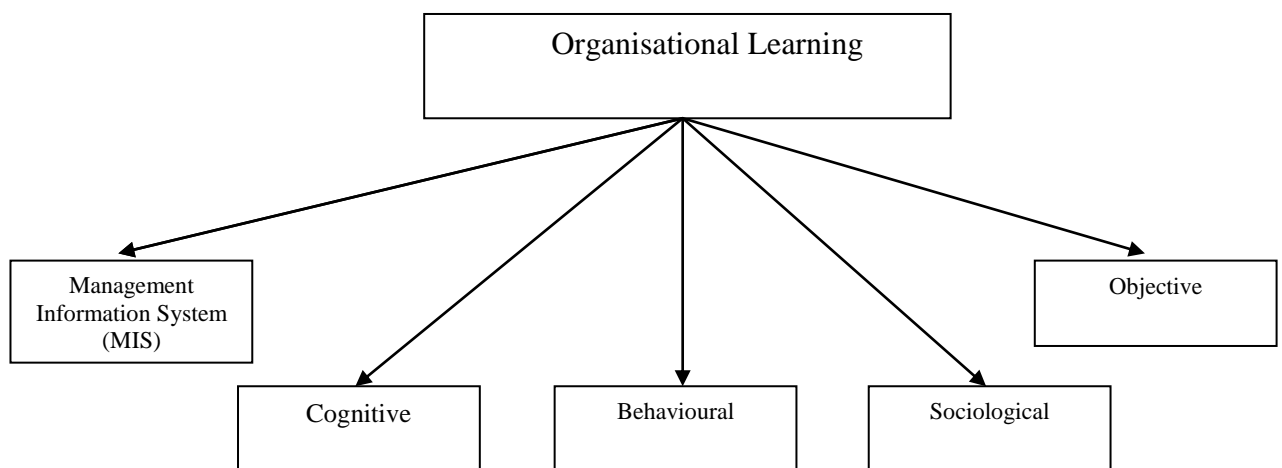 Organisational Learning
Management
Information System
(MIS)
Objective
Cognitive
Behavioural
Sociological